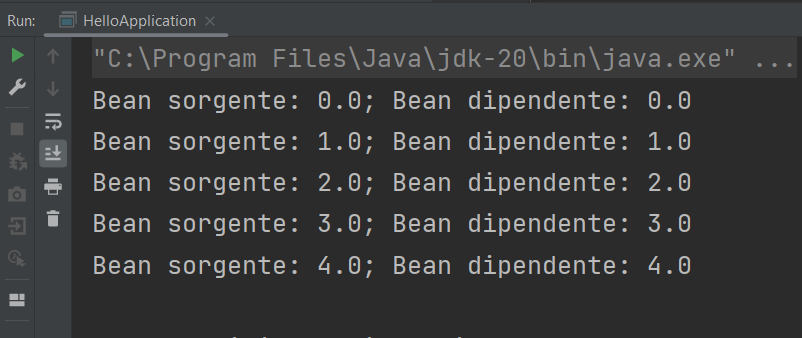 Run: HelloApplication
"C:\Program Files\Java\jdk-20\bin\java.exe" ...
Bean sorgente: 0.0; Bean dipendente: 0.0
Bean sorgente: 1.0; Bean dipendente: 1.0
Bean sorgente: 2.0; Bean dipendente: 2.0
Bean sorgente: 3.0; Bean dipendente: 3.0
Bean sorgente: 4.0; Bean dipendente: 4.0